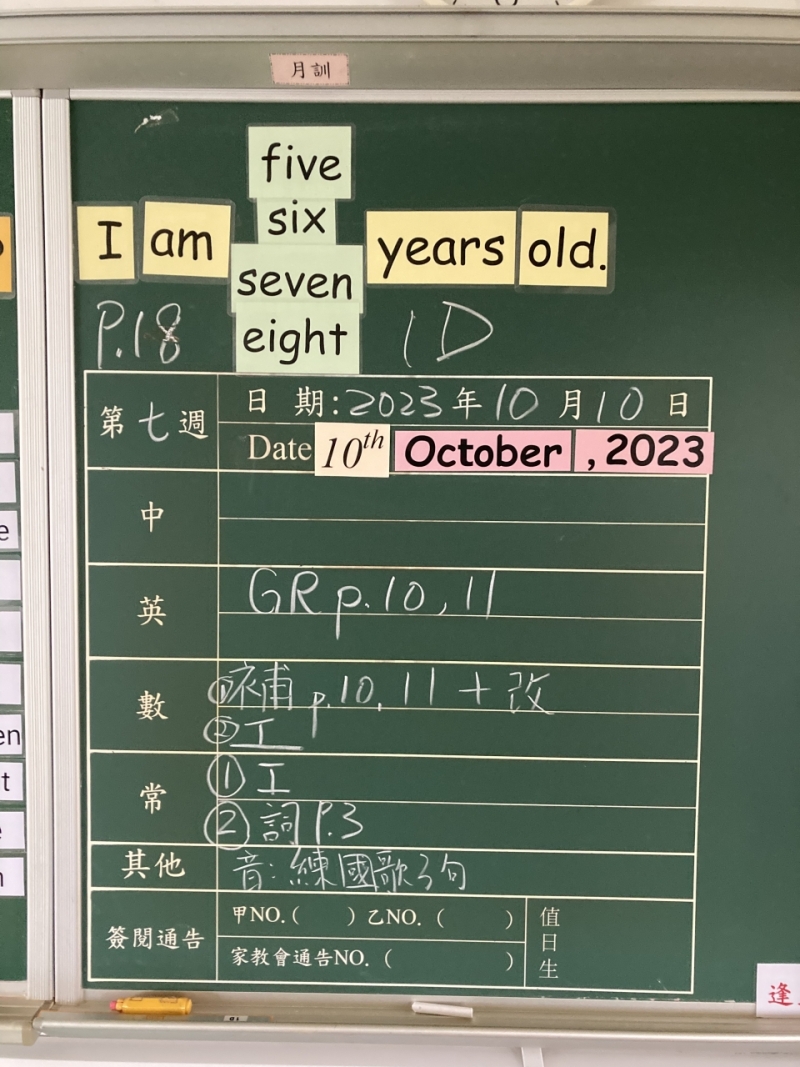 月訓
five
six
I am seven years old.
eight
P.18 1D
第七週 日期:2023年10月10日
Date 10th October , 2023
中
英 GR p.10, 11
數 ①補 p.10, 11 + 改
②工
常 ①工
②詞 P.3
其他 音:練國歌3句
簽閱通告 甲NO.( ) 乙NO.( ) 值日生
家教會通告NO.( )
逢
e
en
t
e
n